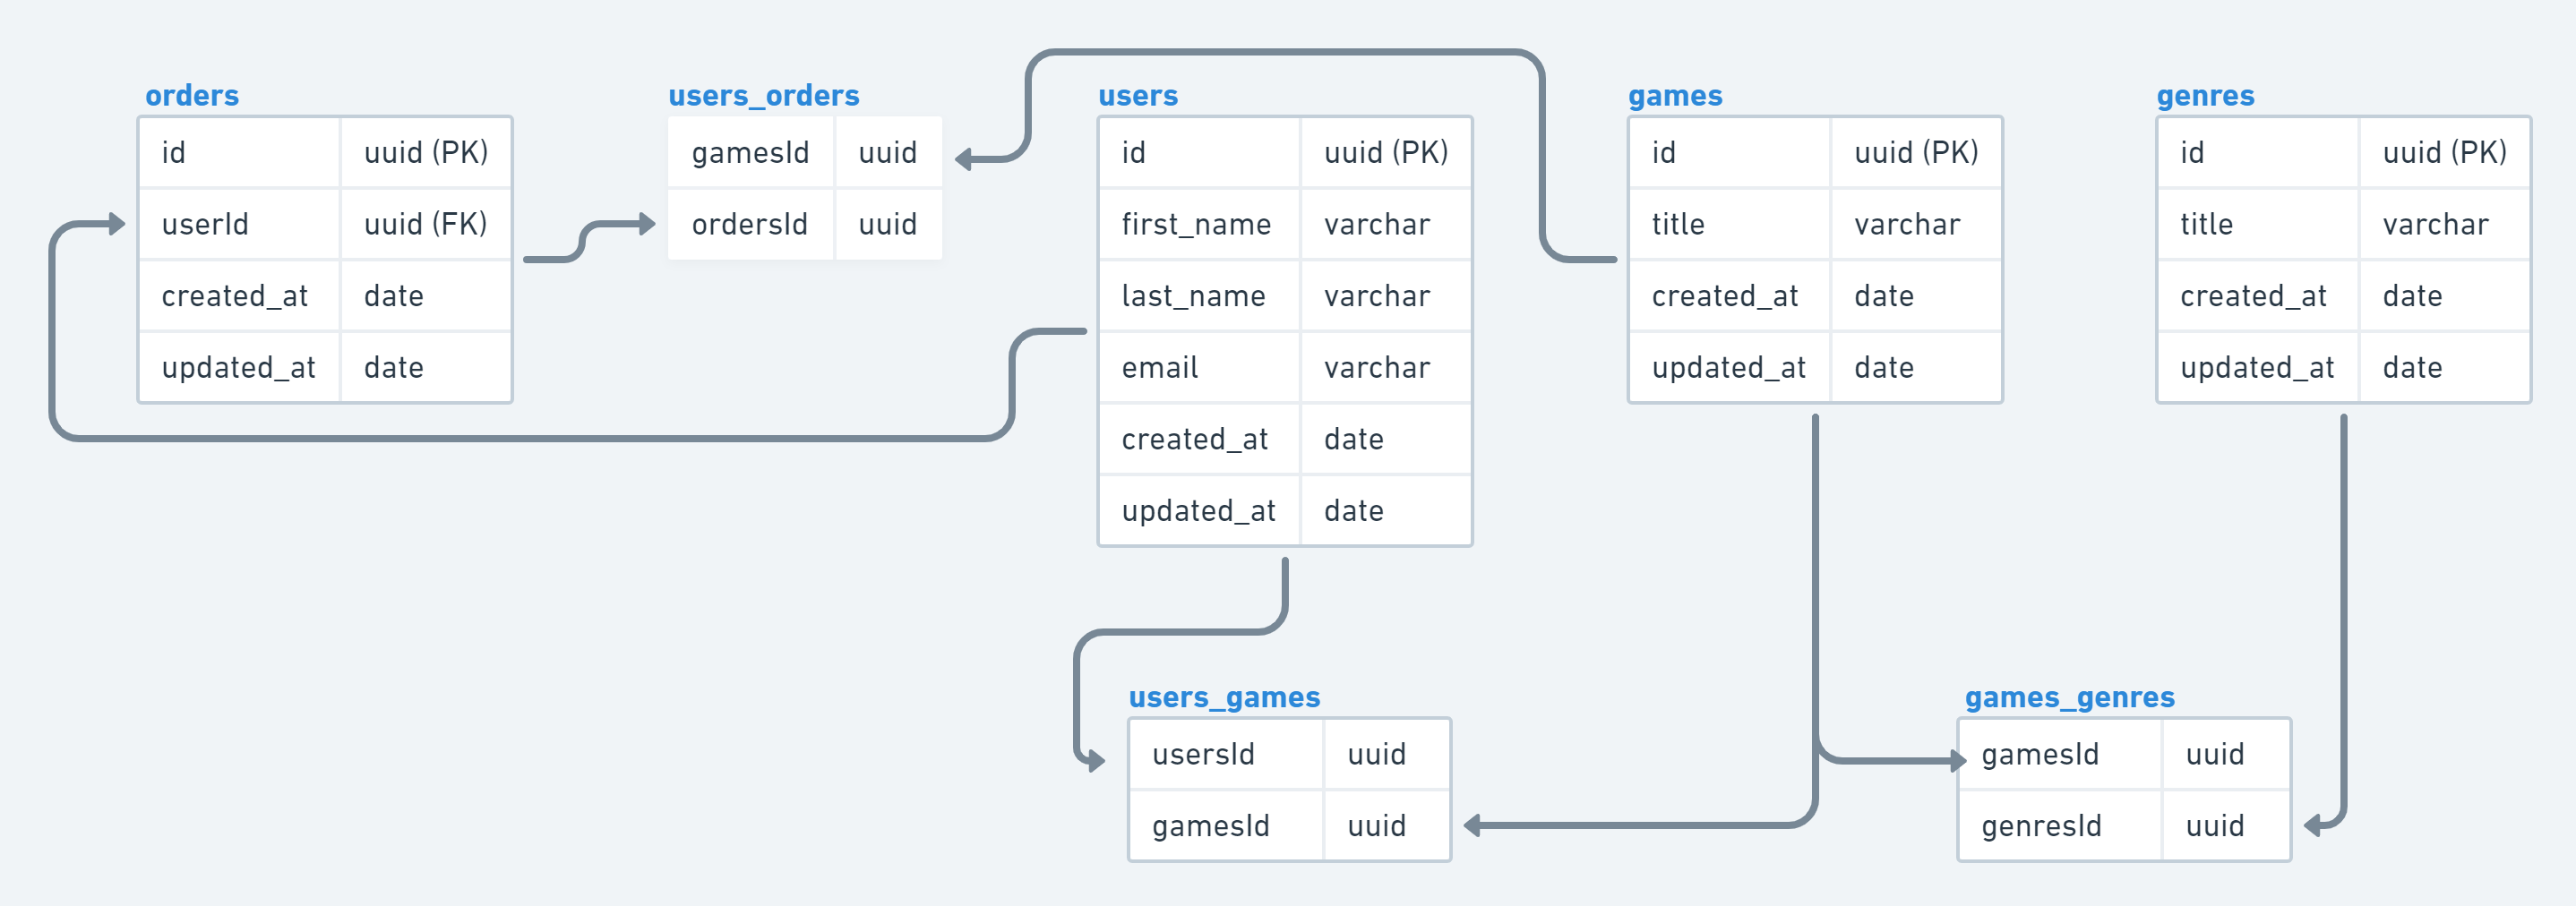 orders
id uuid (PK)
userId uuid (FK)
created_at date
updated_at date
users_orders
gamesId uuid
ordersId uuid
users
id uuid (PK)
first_name varchar
last_name varchar
email varchar
created_at date
updated_at date
games
id uuid (PK)
title varchar
created_at date
updated_at date
genres
id uuid (PK)
title varchar
created_at date
updated_at date
users_games
usersId uuid
gamesId uuid
games_genres
gamesId uuid
genresId uuid